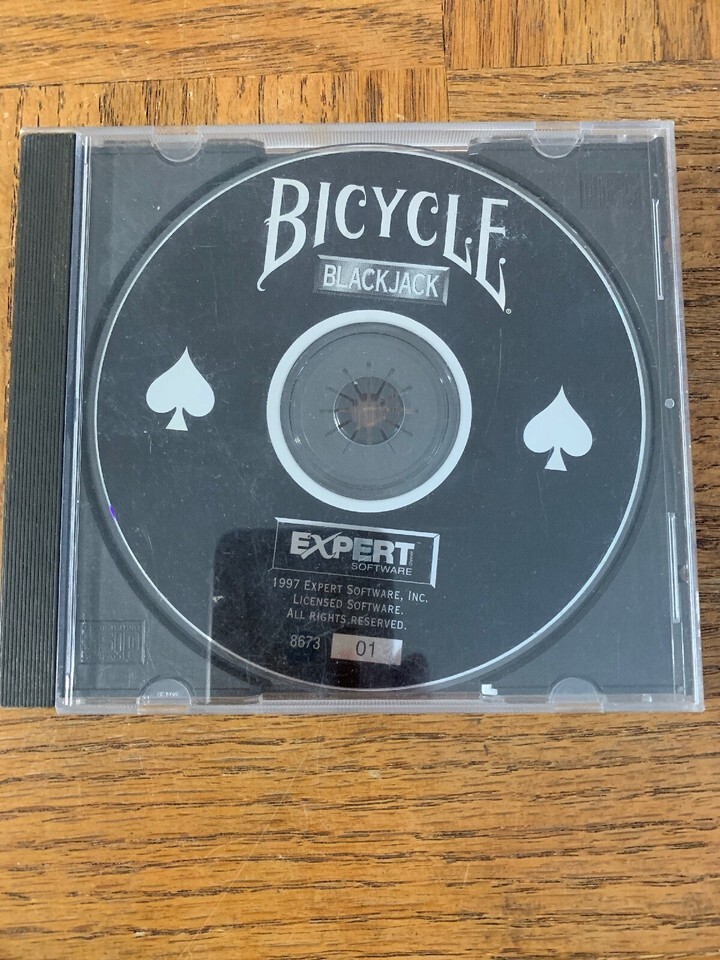 BICYCLE
BLACKJACK
EXPERT
SOFTWARE
1997 EXPERT SOFTWARE, INC.
LICENSED SOFTWARE.
ALL RIGHTS RESERVED.
8673 01